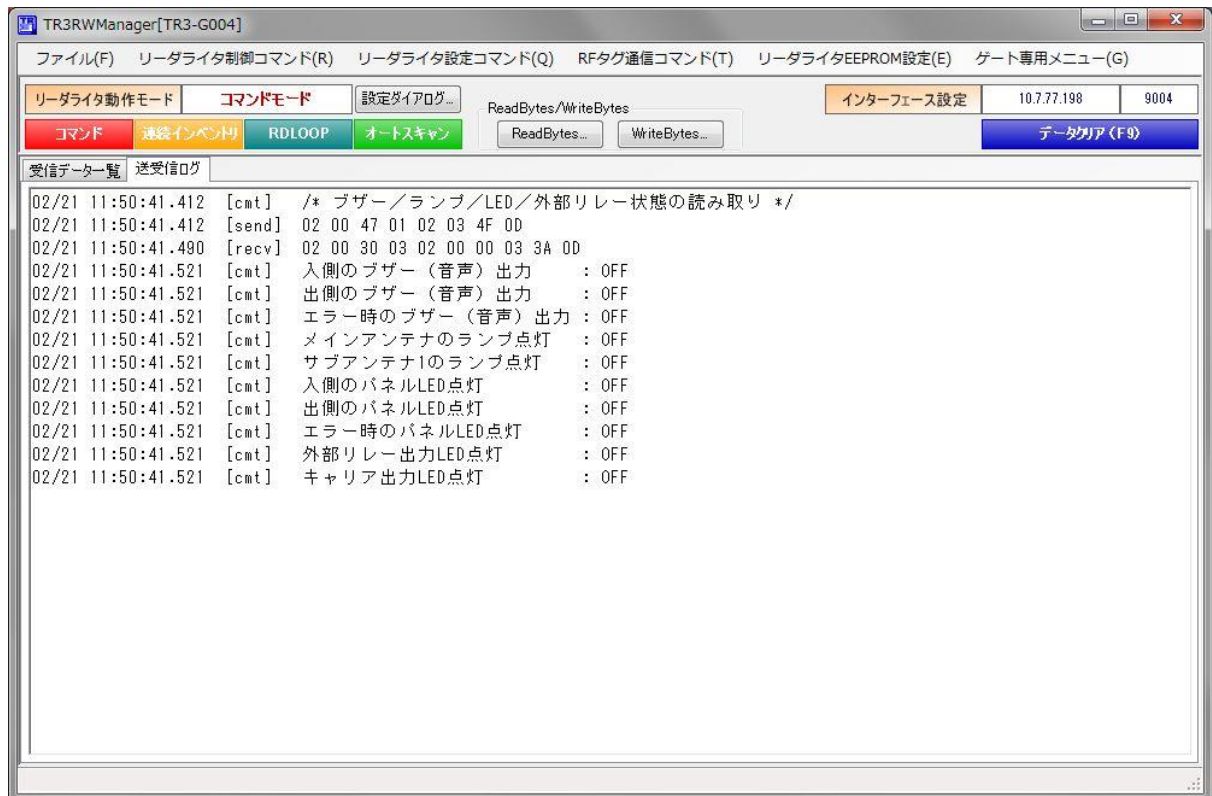 TR3RWManager[TR3-G004]
ファイル(F) リーダライタ制御コマンド(R) リーダライタ設定コマンド(Q) RFタグ通信コマンド(T) リーダライタEEPROM設定(E) ゲート専用メニュー(G)
リーダライタ動作モード コマンドモード 設定ダイアログ... ReadBytes/WriteBytes インターフェース設定 10.7.77.198 9004
コマンド 連続インベントリ RDLOOP オートスキャン ReadBytes... WriteBytes... データクリア（F9）
受信データ一覧 送受信ログ
02/21 11:50:41.412 [cmt] /* ブザー／ランプ／LED／外部リレー状態の読み取り */
02/21 11:50:41.412 [send] 02 00 47 01 02 03 4F 0D
02/21 11:50:41.490 [recv] 02 00 30 03 02 00 00 03 3A 0D
02/21 11:50:41.521 [cmt] 入側のブザー（音声）出力 : OFF
02/21 11:50:41.521 [cmt] 出側のブザー（音声）出力 : OFF
02/21 11:50:41.521 [cmt] エラー時のブザー（音声）出力 : OFF
02/21 11:50:41.521 [cmt] メインアンテナのランプ点灯 : OFF
02/21 11:50:41.521 [cmt] サブアンテナ1のランプ点灯 : OFF
02/21 11:50:41.521 [cmt] 入側のパネルLED点灯 : OFF
02/21 11:50:41.521 [cmt] 出側のパネルLED点灯 : OFF
02/21 11:50:41.521 [cmt] エラー時のパネルLED点灯 : OFF
02/21 11:50:41.521 [cmt] 外部リレー出力LED点灯 : OFF
02/21 11:50:41.521 [cmt] キャリア出力LED点灯 : OFF